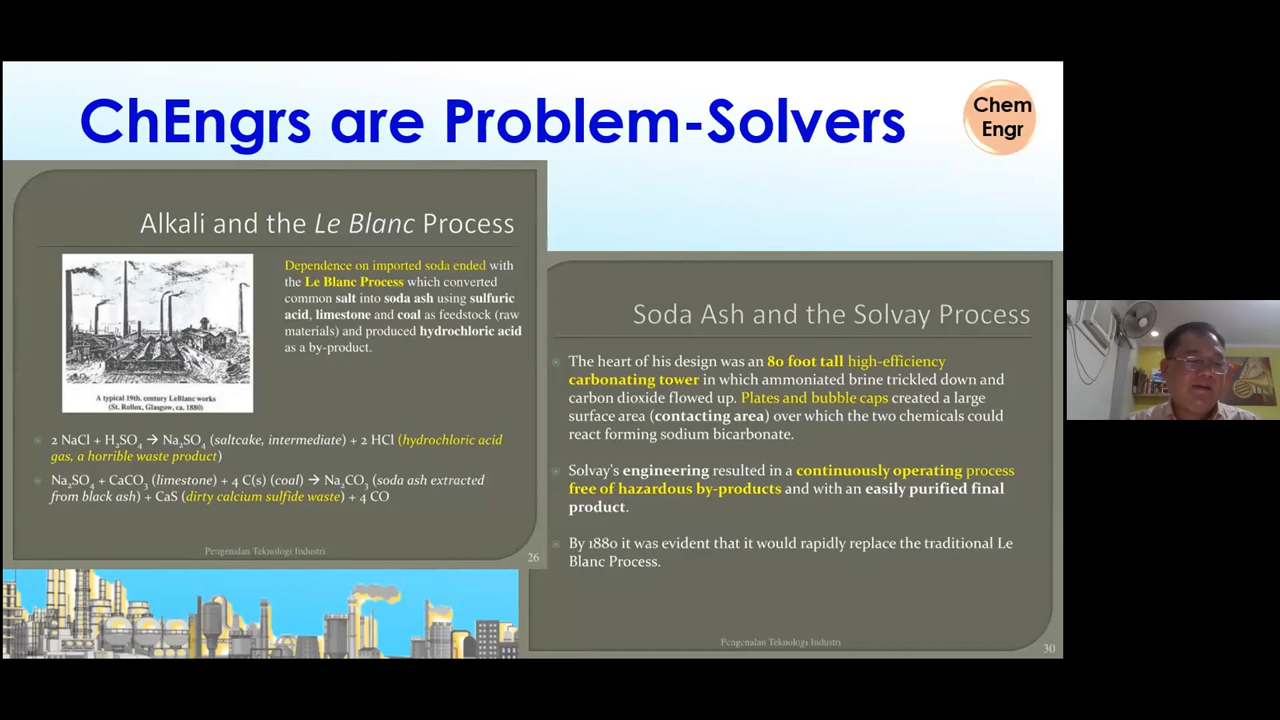 ChEngrs are Problem-Solvers
Chem
Engr
Alkali and the Le Blanc Process
A typical 19th. century LeBlanc works
(St. Rollox, Glasgow, ca. 1880)
Dependence on imported soda ended with
the Le Blanc Process which converted
common salt into soda ash using sulfuric
acid, limestone and coal as feedstock (raw
materials) and produced hydrochloric acid
as a by-product.
2 NaCl + H₂SO₄ → Na₂SO₄ (saltcake, intermediate) + 2 HCl (hydrochloric acid
gas, a horrible waste product)
Na₂SO₄ + CaCO₃ (limestone) + 4 C(s) (coal) → Na₂CO₃ (soda ash extracted
from black ash) + CaS (dirty calcium sulfide waste) + 4 CO
Pengenalan Teknologi Industri
26
Soda Ash and the Solvay Process
The heart of his design was an 80 foot tall high-efficiency
carbonating tower in which ammoniated brine trickled down and
carbon dioxide flowed up. Plates and bubble caps created a large
surface area (contacting area) over which the two chemicals could
react forming sodium bicarbonate.
Solvay's engineering resulted in a continuously operating process
free of hazardous by-products and with an easily purified final
product.
By 1880 it was evident that it would rapidly replace the traditional Le
Blanc Process.
Pengenalan Teknologi Industri
30